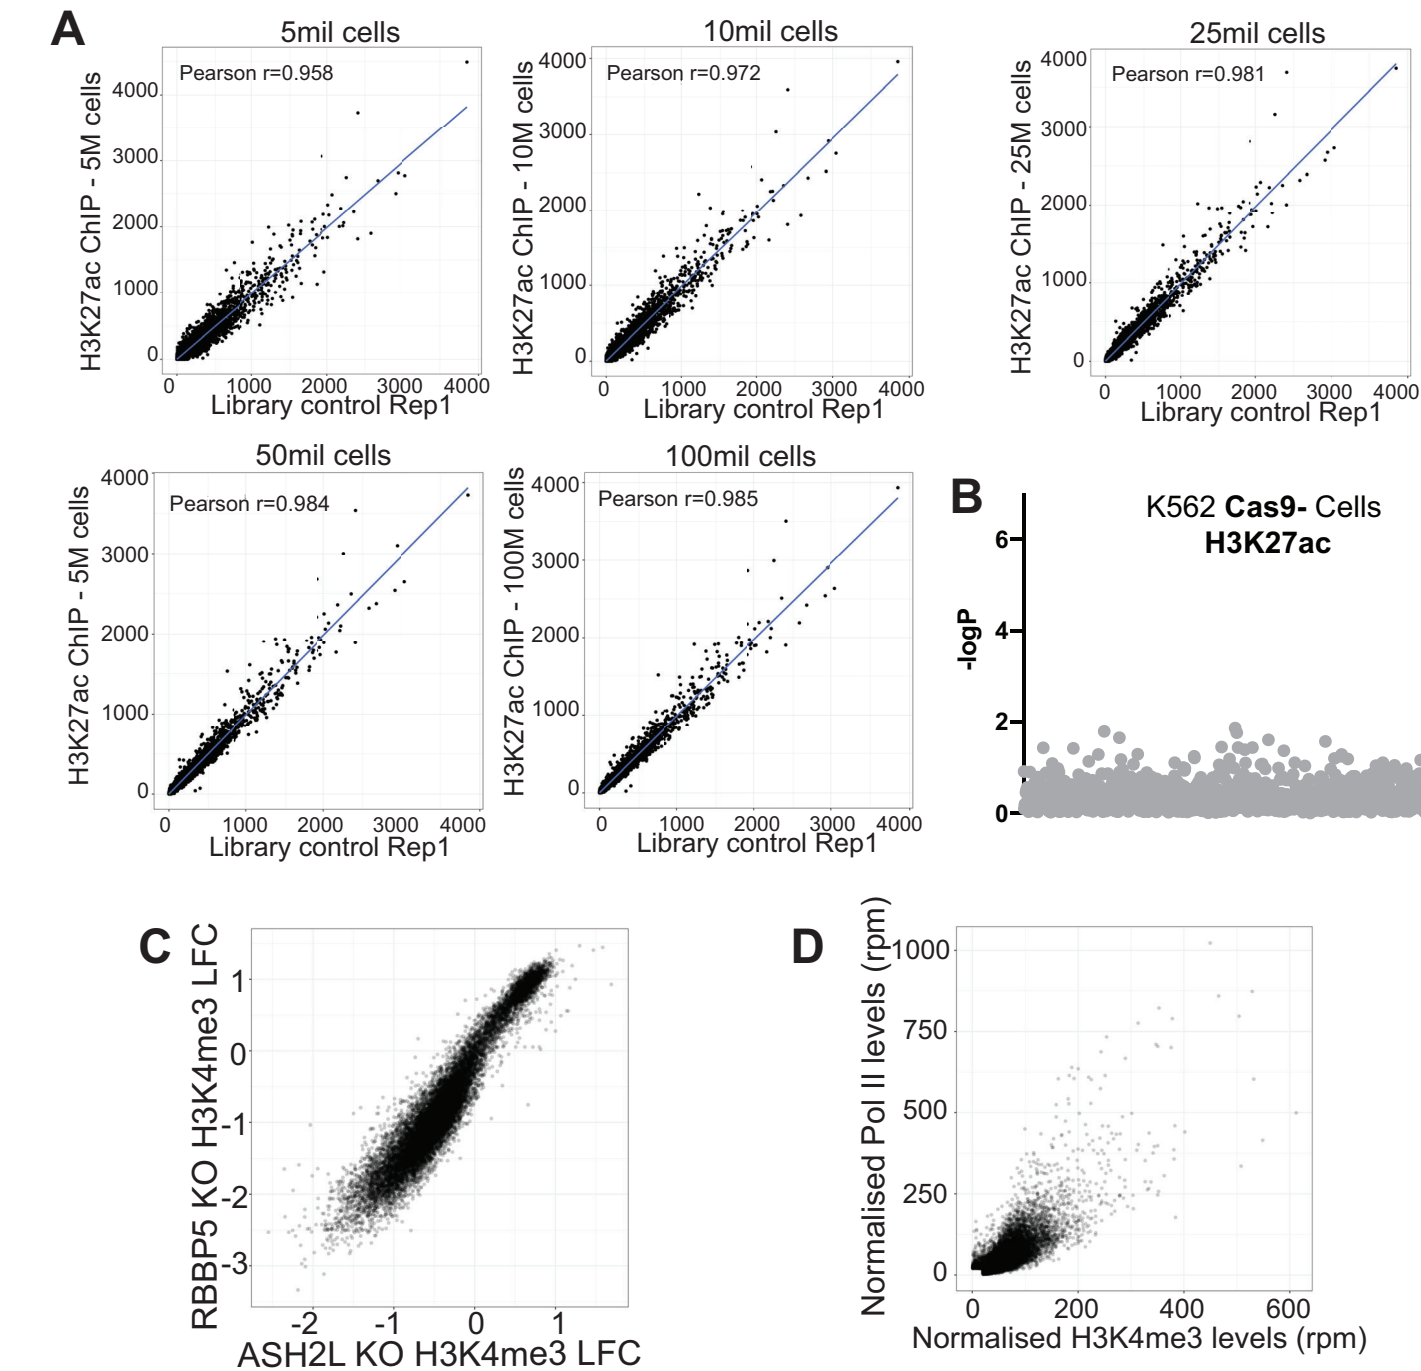 A
5mil cells
Pearson r=0.958
H3K27ac ChIP - 5M cells
4000
3000
2000
1000
0
0 1000 2000 3000 4000
Library control Rep1
10mil cells
Pearson r=0.972
H3K27ac ChIP - 10M cells
4000
3000
2000
1000
0
0 1000 2000 3000 4000
Library control Rep1
25mil cells
Pearson r=0.981
H3K27ac ChIP - 25M cells
4000
3000
2000
1000
0
0 1000 2000 3000 4000
Library control Rep1
50mil cells
Pearson r=0.984
H3K27ac ChIP - 5M cells
4000
3000
2000
1000
0
0 1000 2000 3000 4000
Library control Rep1
100mil cells
Pearson r=0.985
H3K27ac ChIP - 100M cells
4000
3000
2000
1000
0
0 1000 2000 3000 4000
Library control Rep1
B
K562 Cas9- Cells
H3K27ac
-logP
6
4
2
0
C
RBBP5 KO H3K4me3 LFC
1
0
-1
-2
-3
-2 -1 0 1
ASH2L KO H3K4me3 LFC
D
Normalised Pol II levels (rpm)
1000
750
500
250
0
0 200 400 600
Normalised H3K4me3 levels (rpm)